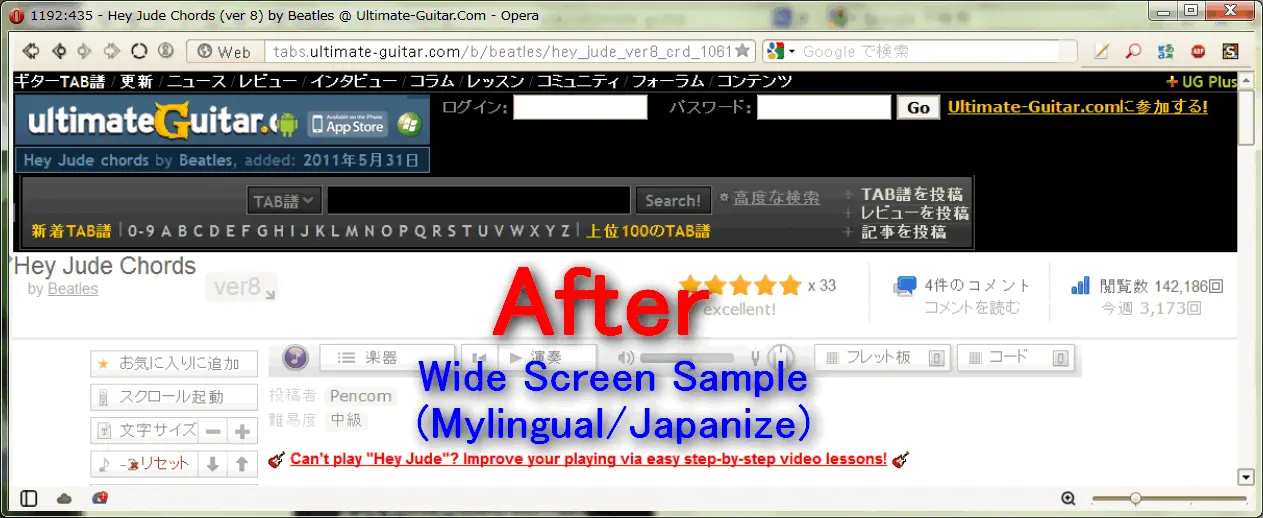 1192:435 - Hey Jude Chords (ver 8) by Beatles @ Ultimate-Guitar.Com - Opera
Web tabs.ultimate-guitar.com/b/beatles/hey_jude_ver8_crd_1061 Google で検索
ギターTAB譜 / 更新 / ニュース / レビュー / インタビュー / コラム / レッスン / コミュニティ / フォーラム / コンテンツ + UG Plus
ultimateGuitar.c Available on the iPhone App Store ログイン: パスワード: Go Ultimate-Guitar.comに参加する!
Hey Jude chords by Beatles, added: 2011年5月31日
TAB譜 Search! 高度な検索 + TAB譜を投稿
+ レビューを投稿
新着TAB譜 | 0-9 A B C D E F G H I J K L M N O P Q R S T U V W X Y Z | 上位100のTAB譜 + 記事を投稿
Hey Jude Chords
by Beatles ver8 x 33 4件のコメント 閲覧数 142,186回
excellent! コメントを読む 今週 3,173回
After
お気に入りに追加 楽器 演奏 フレット板 0 コード 0
Wide Screen Sample
スクロール起動 投稿者 Pencom
文字サイズ 難易度 中級
(Mylingual/Japanize)
リセット Can't play "Hey Jude"? Improve your playing via easy step-by-step video lessons!